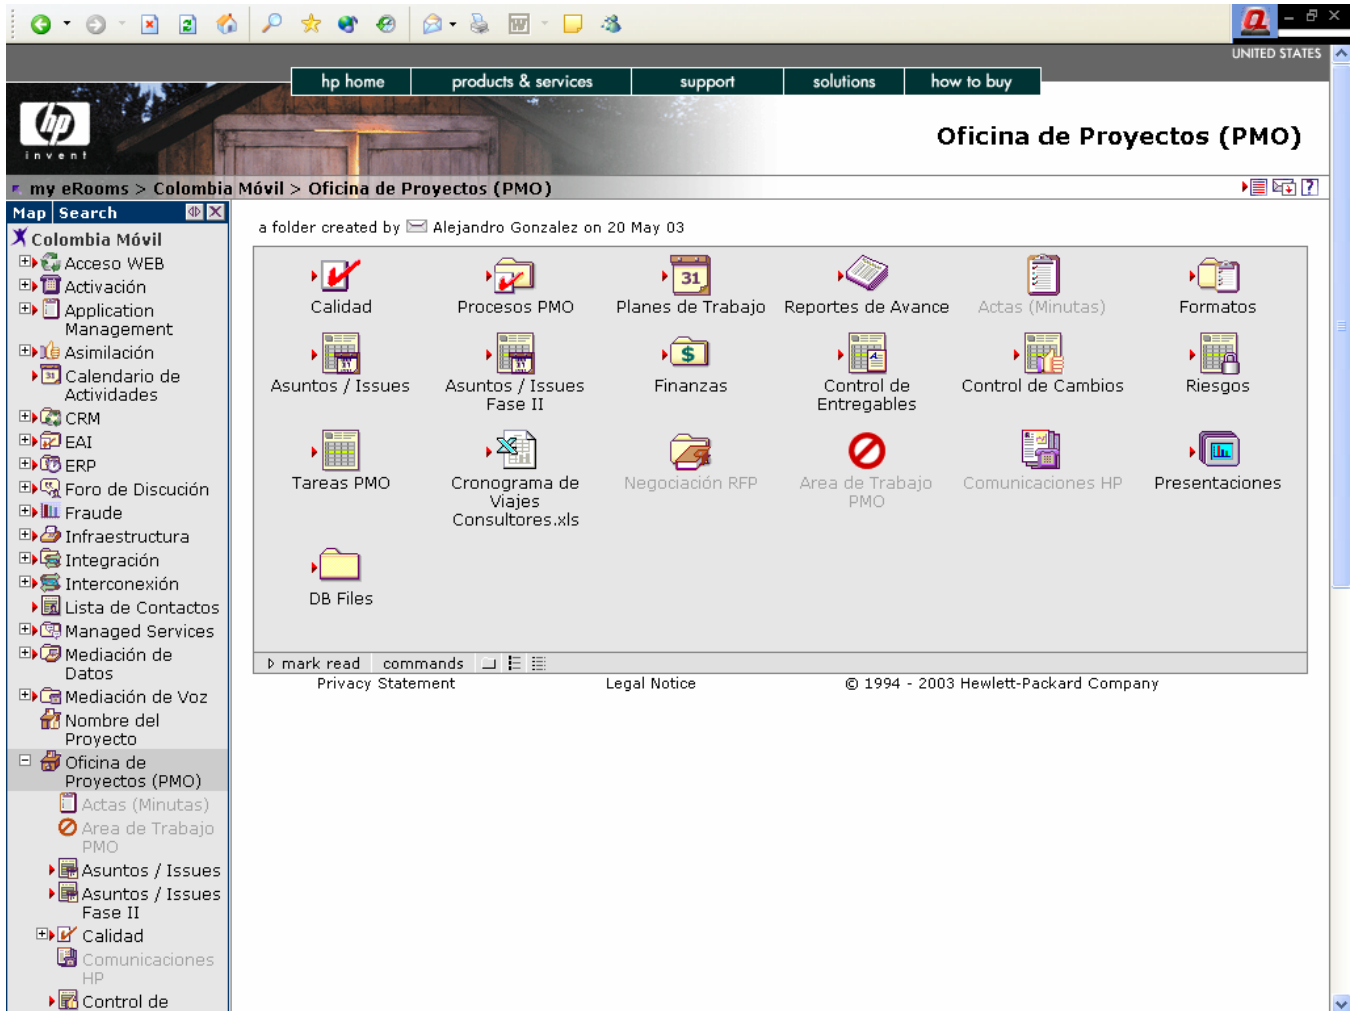 UNITED STATES
hp home products & services support solutions how to buy
hp
invent
Oficina de Proyectos (PMO)
my eRooms > Colombia Móvil > Oficina de Proyectos (PMO)
Map Search
Colombia Móvil
Acceso WEB
Activación
Application
Management
Asimilación
Calendario de
Actividades
CRM
EAI
ERP
Foro de Discución
Fraude
Infraestructura
Integración
Interconexión
Lista de Contactos
Managed Services
Mediación de
Datos
Mediación de Voz
Nombre del
Proyecto
Oficina de
Proyectos (PMO)
Actas (Minutas)
Area de Trabajo
PMO
Asuntos / Issues
Asuntos / Issues
Fase II
Calidad
Comunicaciones
HP
Control de
a folder created by Alejandro Gonzalez on 20 May 03
Calidad
Procesos PMO
Planes de Trabajo
Reportes de Avance
Actas (Minutas)
Formatos
Asuntos / Issues
Asuntos / Issues
Fase II
Finanzas
Control de
Entregables
Control de Cambios
Riesgos
Tareas PMO
Cronograma de
Viajes
Consultores.xls
Negociación RFP
Area de Trabajo
PMO
Comunicaciones HP
Presentaciones
DB Files
mark read commands
Privacy Statement Legal Notice © 1994 - 2003 Hewlett-Packard Company